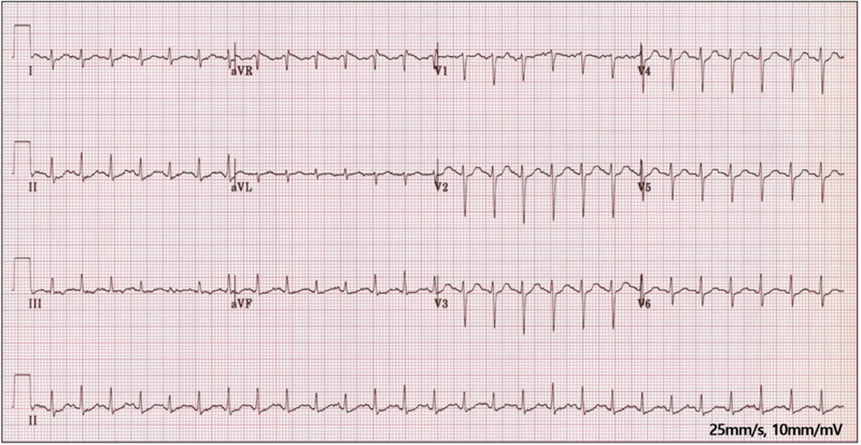 I aVR V1 V4
II aVL V2 V5
III aVF V3 V6
II
25mm/s, 10mm/mV